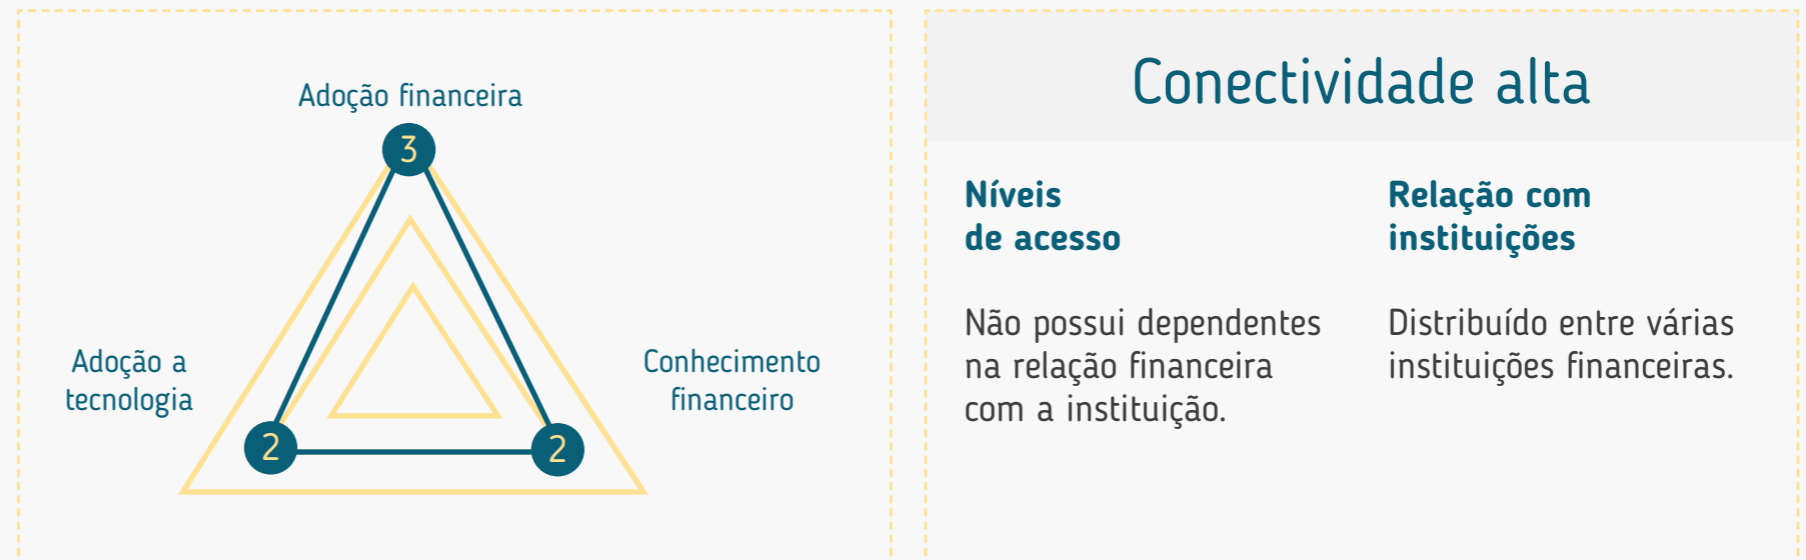 Adoção financeira
3
Adoção a
tecnologia
Conhecimento
financeiro
2
2
Conectividade alta
Níveis
de acesso
Não possui dependentes
na relação financeira
com a instituição.
Relação com
instituições
Distribuído entre várias
instituições financeiras.